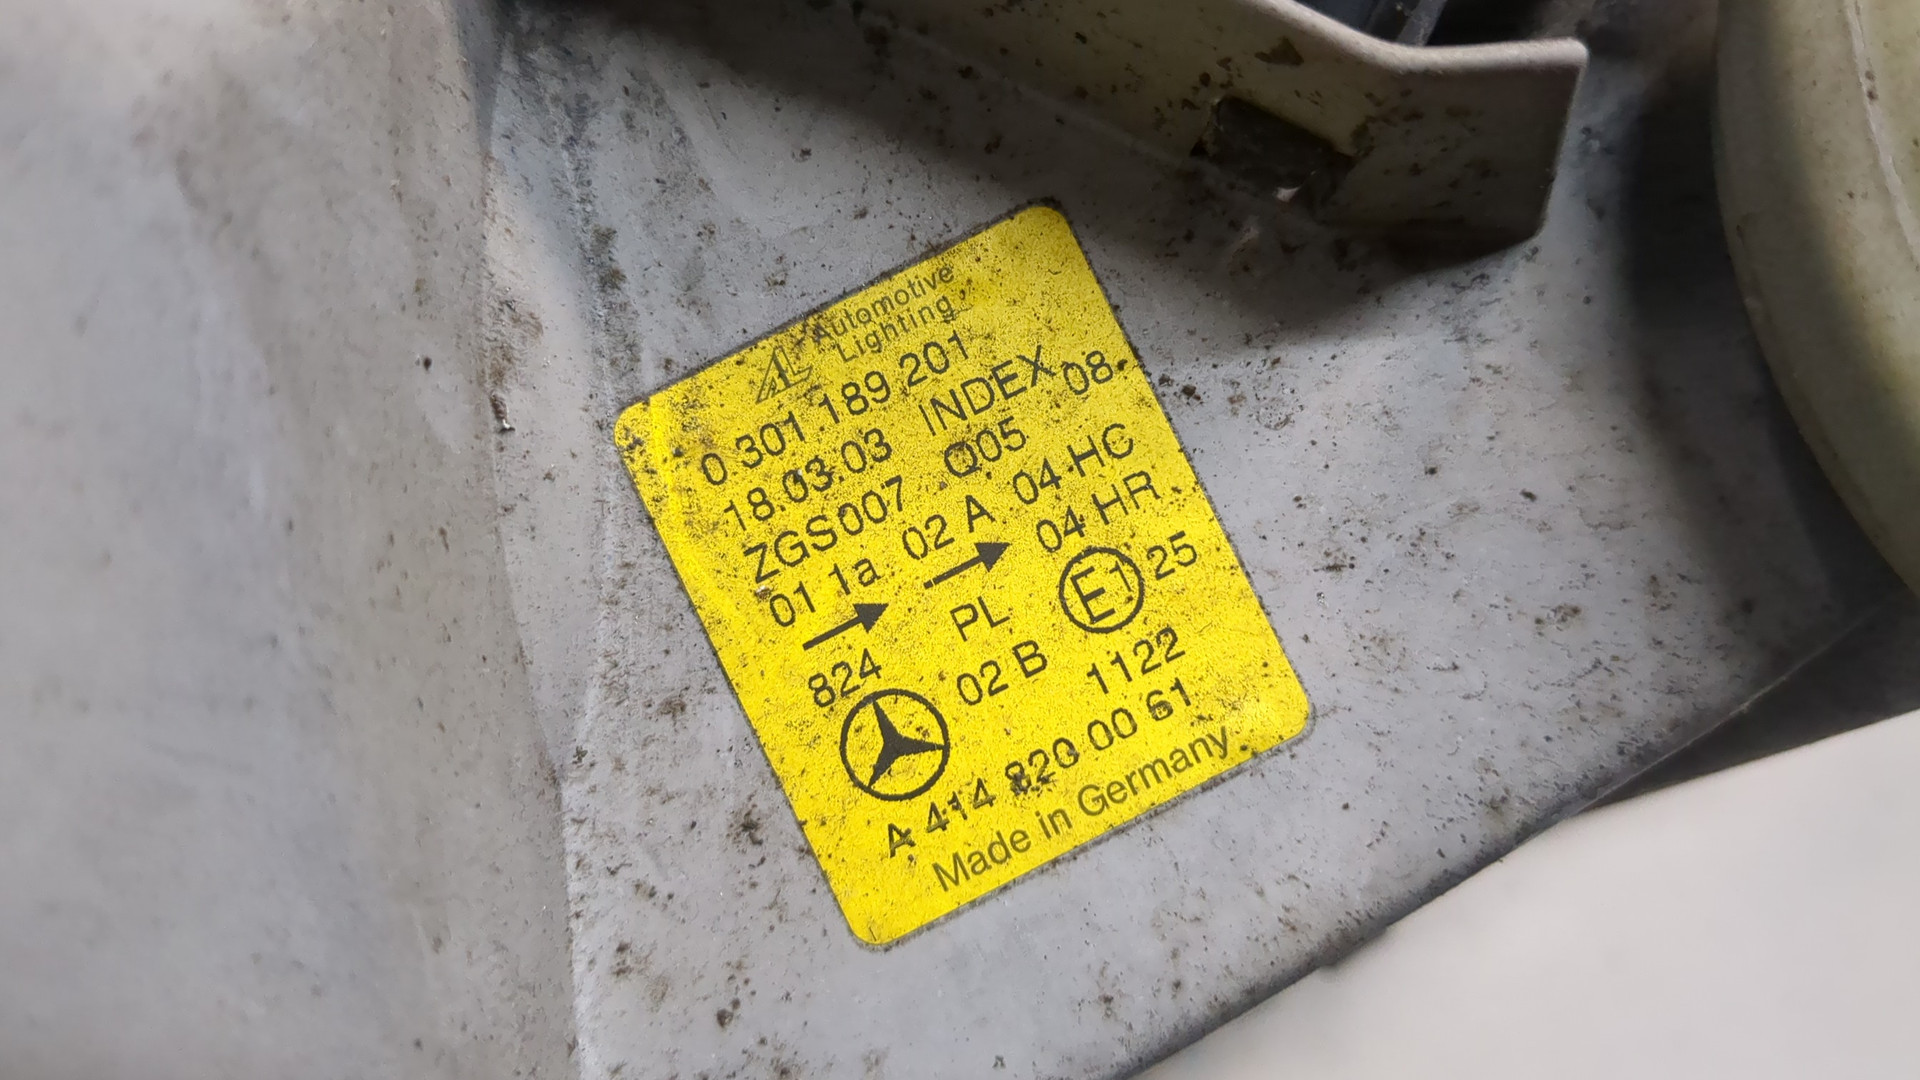 AL Automotive
Lighting
0 301 189 201
18.03.03 INDEX 08
ZGS007 Q05
01 1a 02 A 04 HC
04 HR
824 PL E1 25
02 B 1122
A 414 820 00 61
Made in Germany